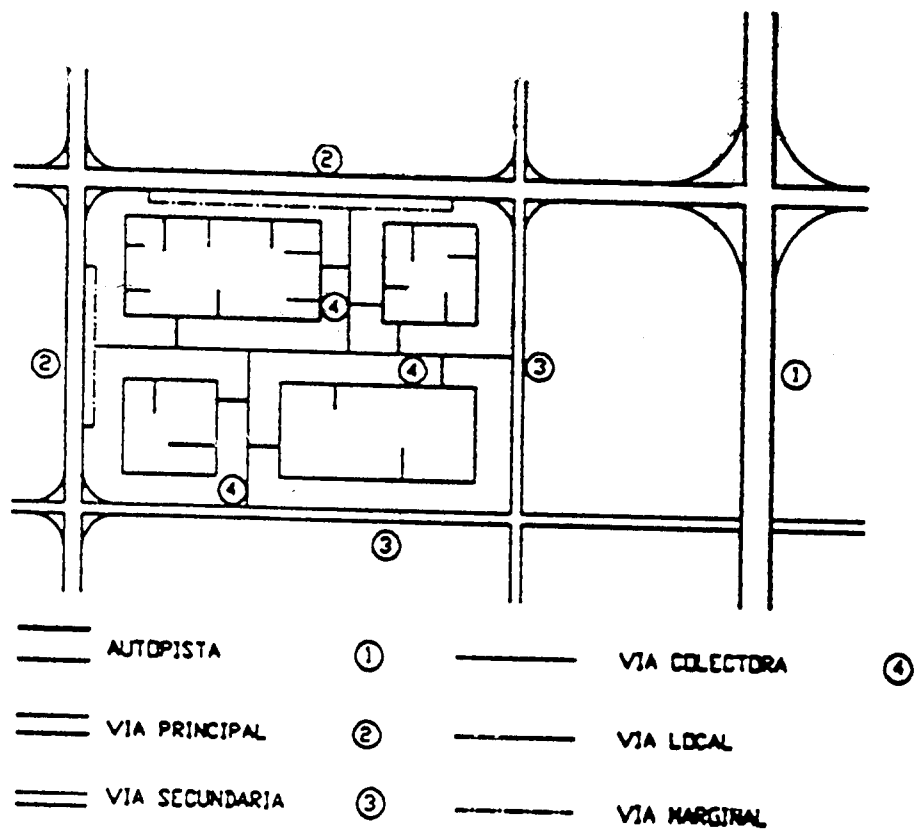 2
4
2
4
3
1
4
3
AUTOPISTA 1
VIA COLECTORA 4
VIA PRINCIPAL 2
VIA LOCAL
VIA SECUNDARIA 3
VIA MARGINAL